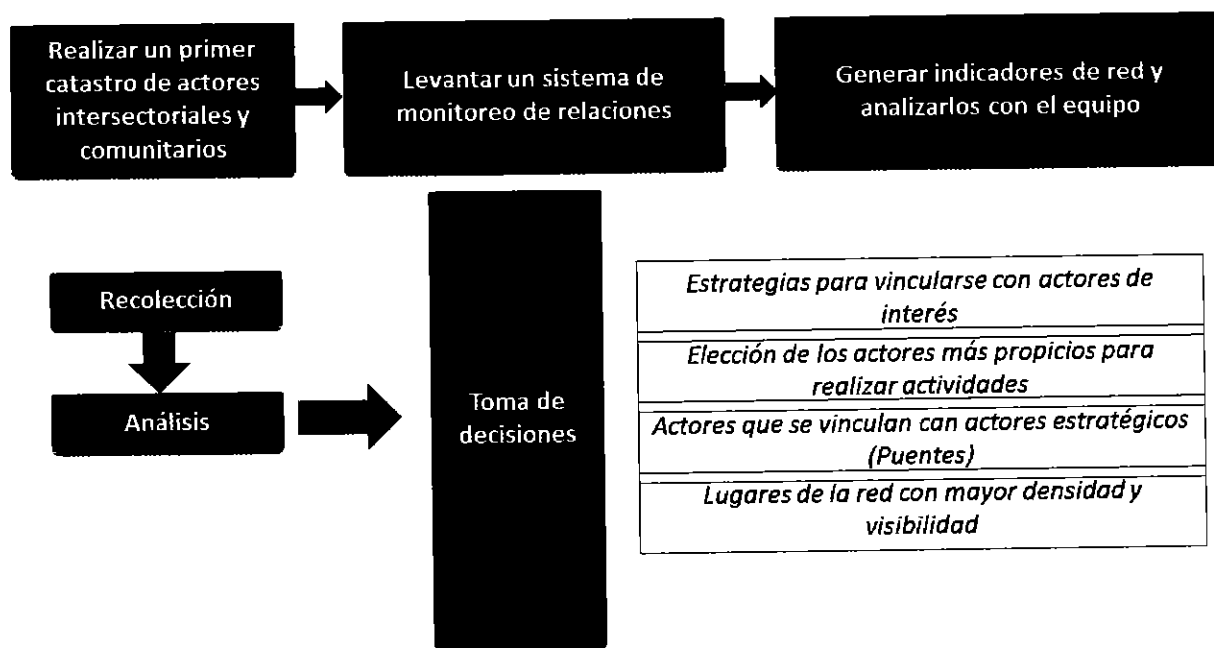 Realizar un primer
catastro de actores
intersectoriales y
comunitarios
Levantar un sistema de
monitoreo de relaciones
Generar indicadores de red y
analizarlos con el equipo
Recolección
Análisis
Toma de
decisiones
Estrategias para vincularse con actores de
interés
Elección de los actores más propicios para
realizar actividades
Actores que se vinculan can actores estratégicos
(Puentes)
Lugares de la red con mayor densidad y
visibilidad